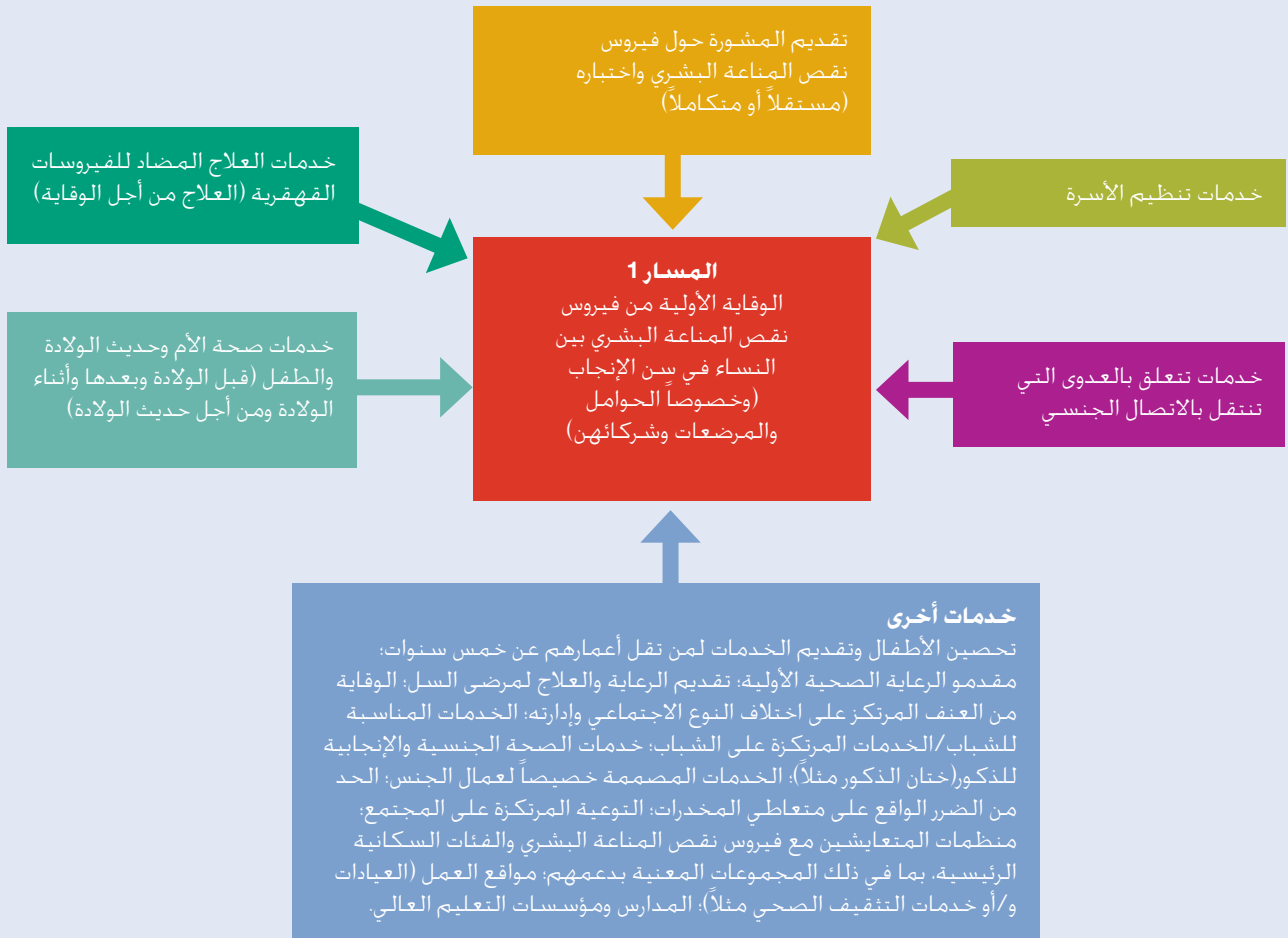 تقديم المشورة حول فيروس
نقص المناعة البشري واختباره
(مستقلاً أو متكاملاً)
خدمات العلاج المضاد للفيروسات
القهقرية (العلاج من أجل الوقاية)
خدمات تنظيم الأسرة
المسار 1
الوقاية الأولية من فيروس
نقص المناعة البشري بين
النساء في سن الإنجاب
(وخصوصاً الحوامل
والمرضعات وشركائهن)
خدمات صحة الأم وحديث الولادة
والطفل (قبل الولادة وبعدها وأثناء
الولادة ومن أجل حديث الولادة)
خدمات تتعلق بالعدوى التي
تنتقل بالاتصال الجنسي
خدمات أخرى
تحصين الأطفال وتقديم الخدمات لمن تقل أعمارهم عن خمس سنوات؛
مقدمو الرعاية الصحية الأولية؛ تقديم الرعاية والعلاج لمرضى السل؛ الوقاية
من العنف المرتكز على اختلاف النوع الاجتماعي وإدارته؛ الخدمات المناسبة
للشباب/الخدمات المرتكزة على الشباب؛ خدمات الصحة الجنسية والإنجابية
للذكور(ختان الذكور مثلاً)؛ الخدمات المصممة خصيصاً لعمال الجنس؛ الحد
من الضرر الواقع على متعاطي المخدرات؛ التوعية المرتكزة على المجتمع؛
منظمات المتعايشين مع فيروس نقص المناعة البشري والفئات السكانية
الرئيسية، بما في ذلك المجموعات المعنية بدعمهم؛ مواقع العمل (العيادات
و/أو خدمات التثقيف الصحي مثلاً)؛ المدارس ومؤسسات التعليم العالي.